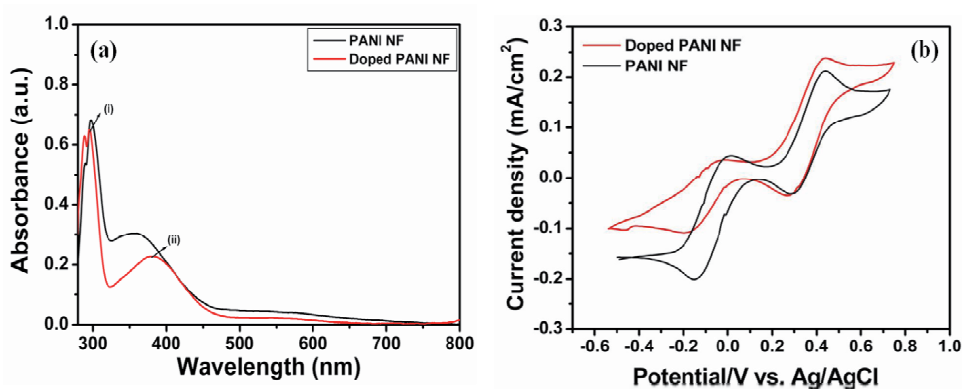 (a)
PANI NF
Doped PANI NF
(i)
(ii)
Absorbance (a.u.)
1.0
0.8
0.6
0.4
0.2
0.0
300 400 500 600 700 800
Wavelength (nm)
(b)
Doped PANI NF
PANI NF
Current density (mA/cm2)
0.3
0.2
0.1
0.0
-0.1
-0.2
-0.3
-0.6 -0.4 -0.2 0.0 0.2 0.4 0.6 0.8 1.0
Potential/V vs. Ag/AgCl